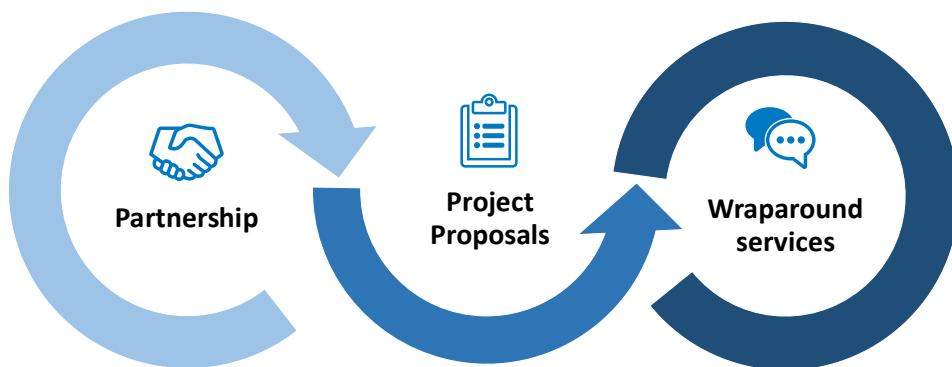 Partnership
Project
Proposals
Wraparound
services